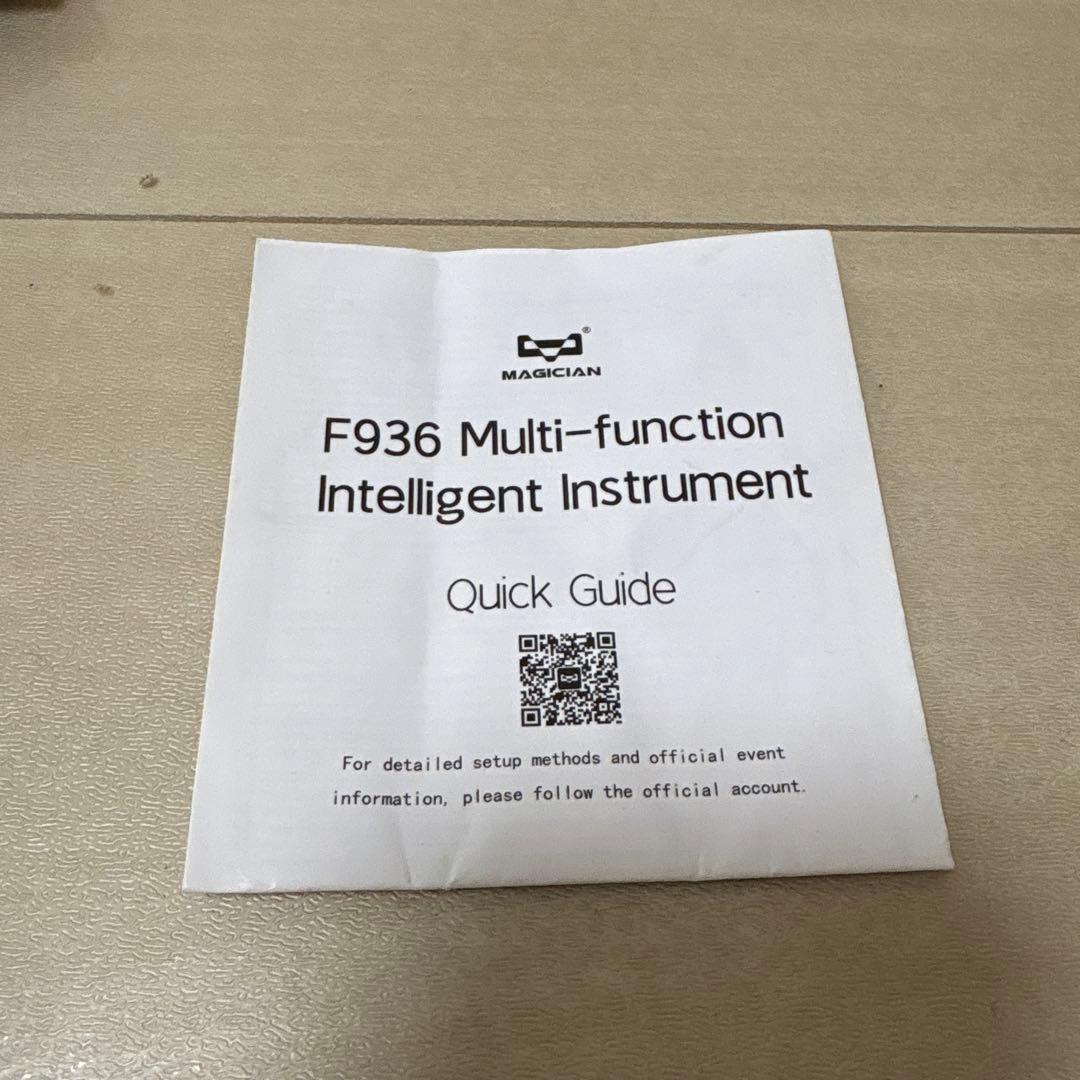 ®
MAGICIAN
F936 Multi-function
Intelligent Instrument
Quick Guide
For detailed setup methods and official event
information, please follow the official account.